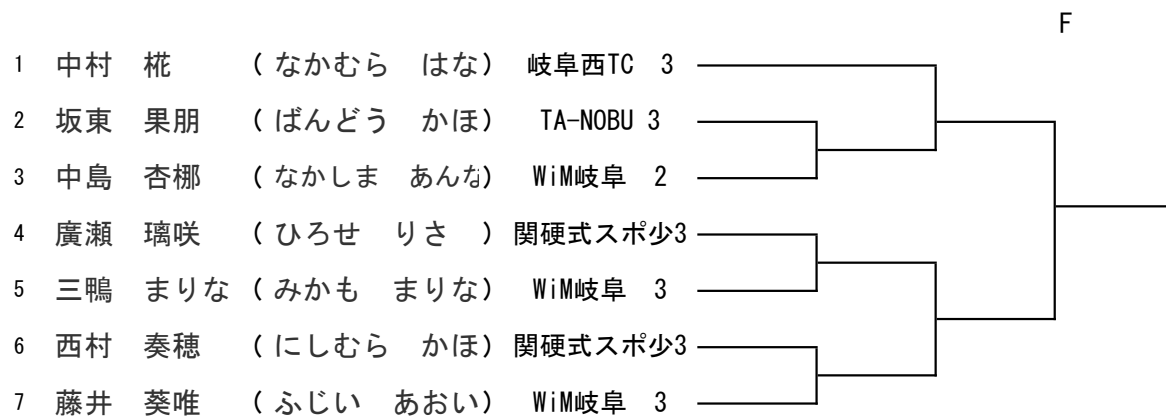 F
1 中村 椛 (なかむら はな) 岐阜西TC 3
2 坂東 果朋 (ばんどう かほ) TA-NOBU 3
3 中島 杏梛 (なかしま あんな) WiM岐阜 2
4 廣瀬 璃咲 (ひろせ りさ ) 関硬式スポ少3
5 三鴨 まりな (みかも まりな) WiM岐阜 3
6 西村 奏穂 (にしむら かほ) 関硬式スポ少3
7 藤井 葵唯 (ふじい あおい) WiM岐阜 3